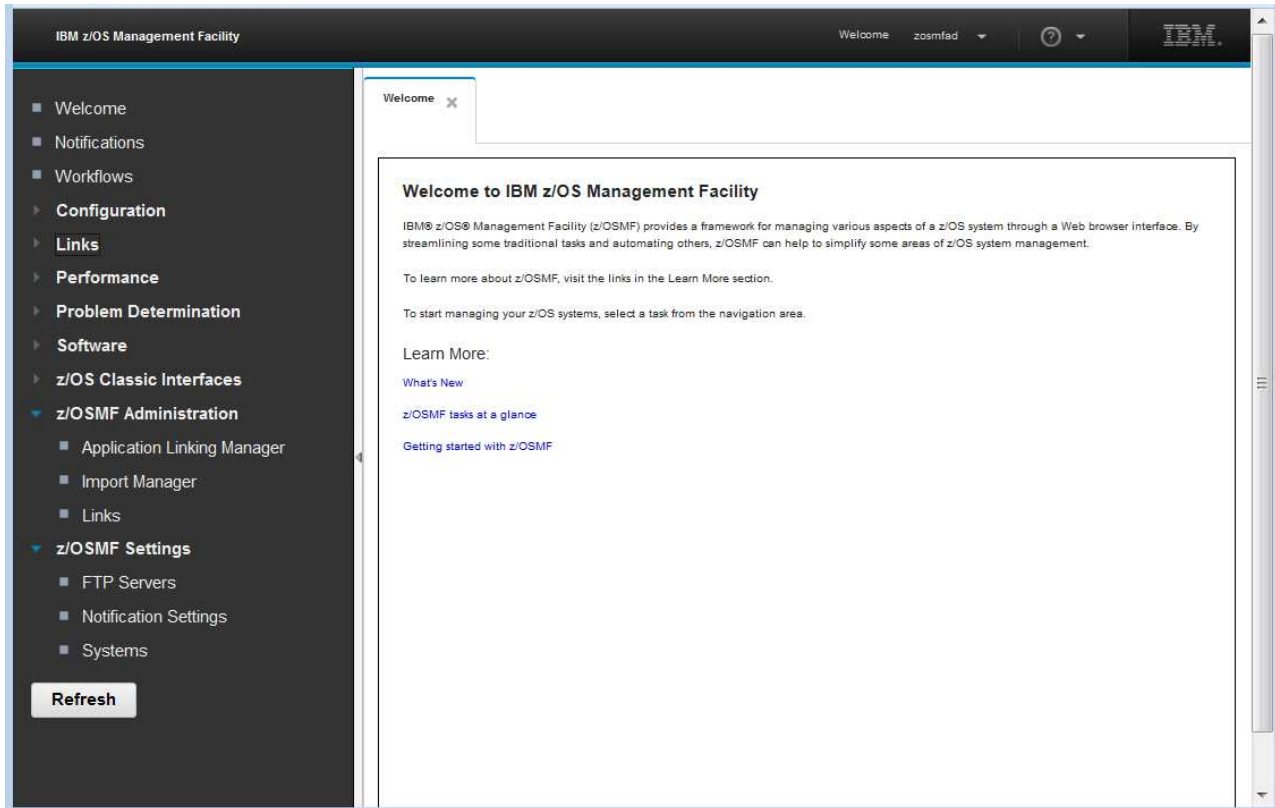 IBM z/OS Management Facility
Welcome zosmfad
IBM.
Welcome
Notifications
Workflows
Configuration
Links
Performance
Problem Determination
Software
z/OS Classic Interfaces
z/OSMF Administration
Application Linking Manager
Import Manager
Links
z/OSMF Settings
FTP Servers
Notification Settings
Systems
Refresh
Welcome
Welcome to IBM z/OS Management Facility
IBM® z/OS® Management Facility (z/OSMF) provides a framework for managing various aspects of a z/OS system through a Web browser interface. By
streamlining some traditional tasks and automating others, z/OSMF can help to simplify some areas of z/OS system management.
To learn more about z/OSMF, visit the links in the Learn More section.
To start managing your z/OS systems, select a task from the navigation area.
Learn More:
What's New
z/OSMF tasks at a glance
Getting started with z/OSMF